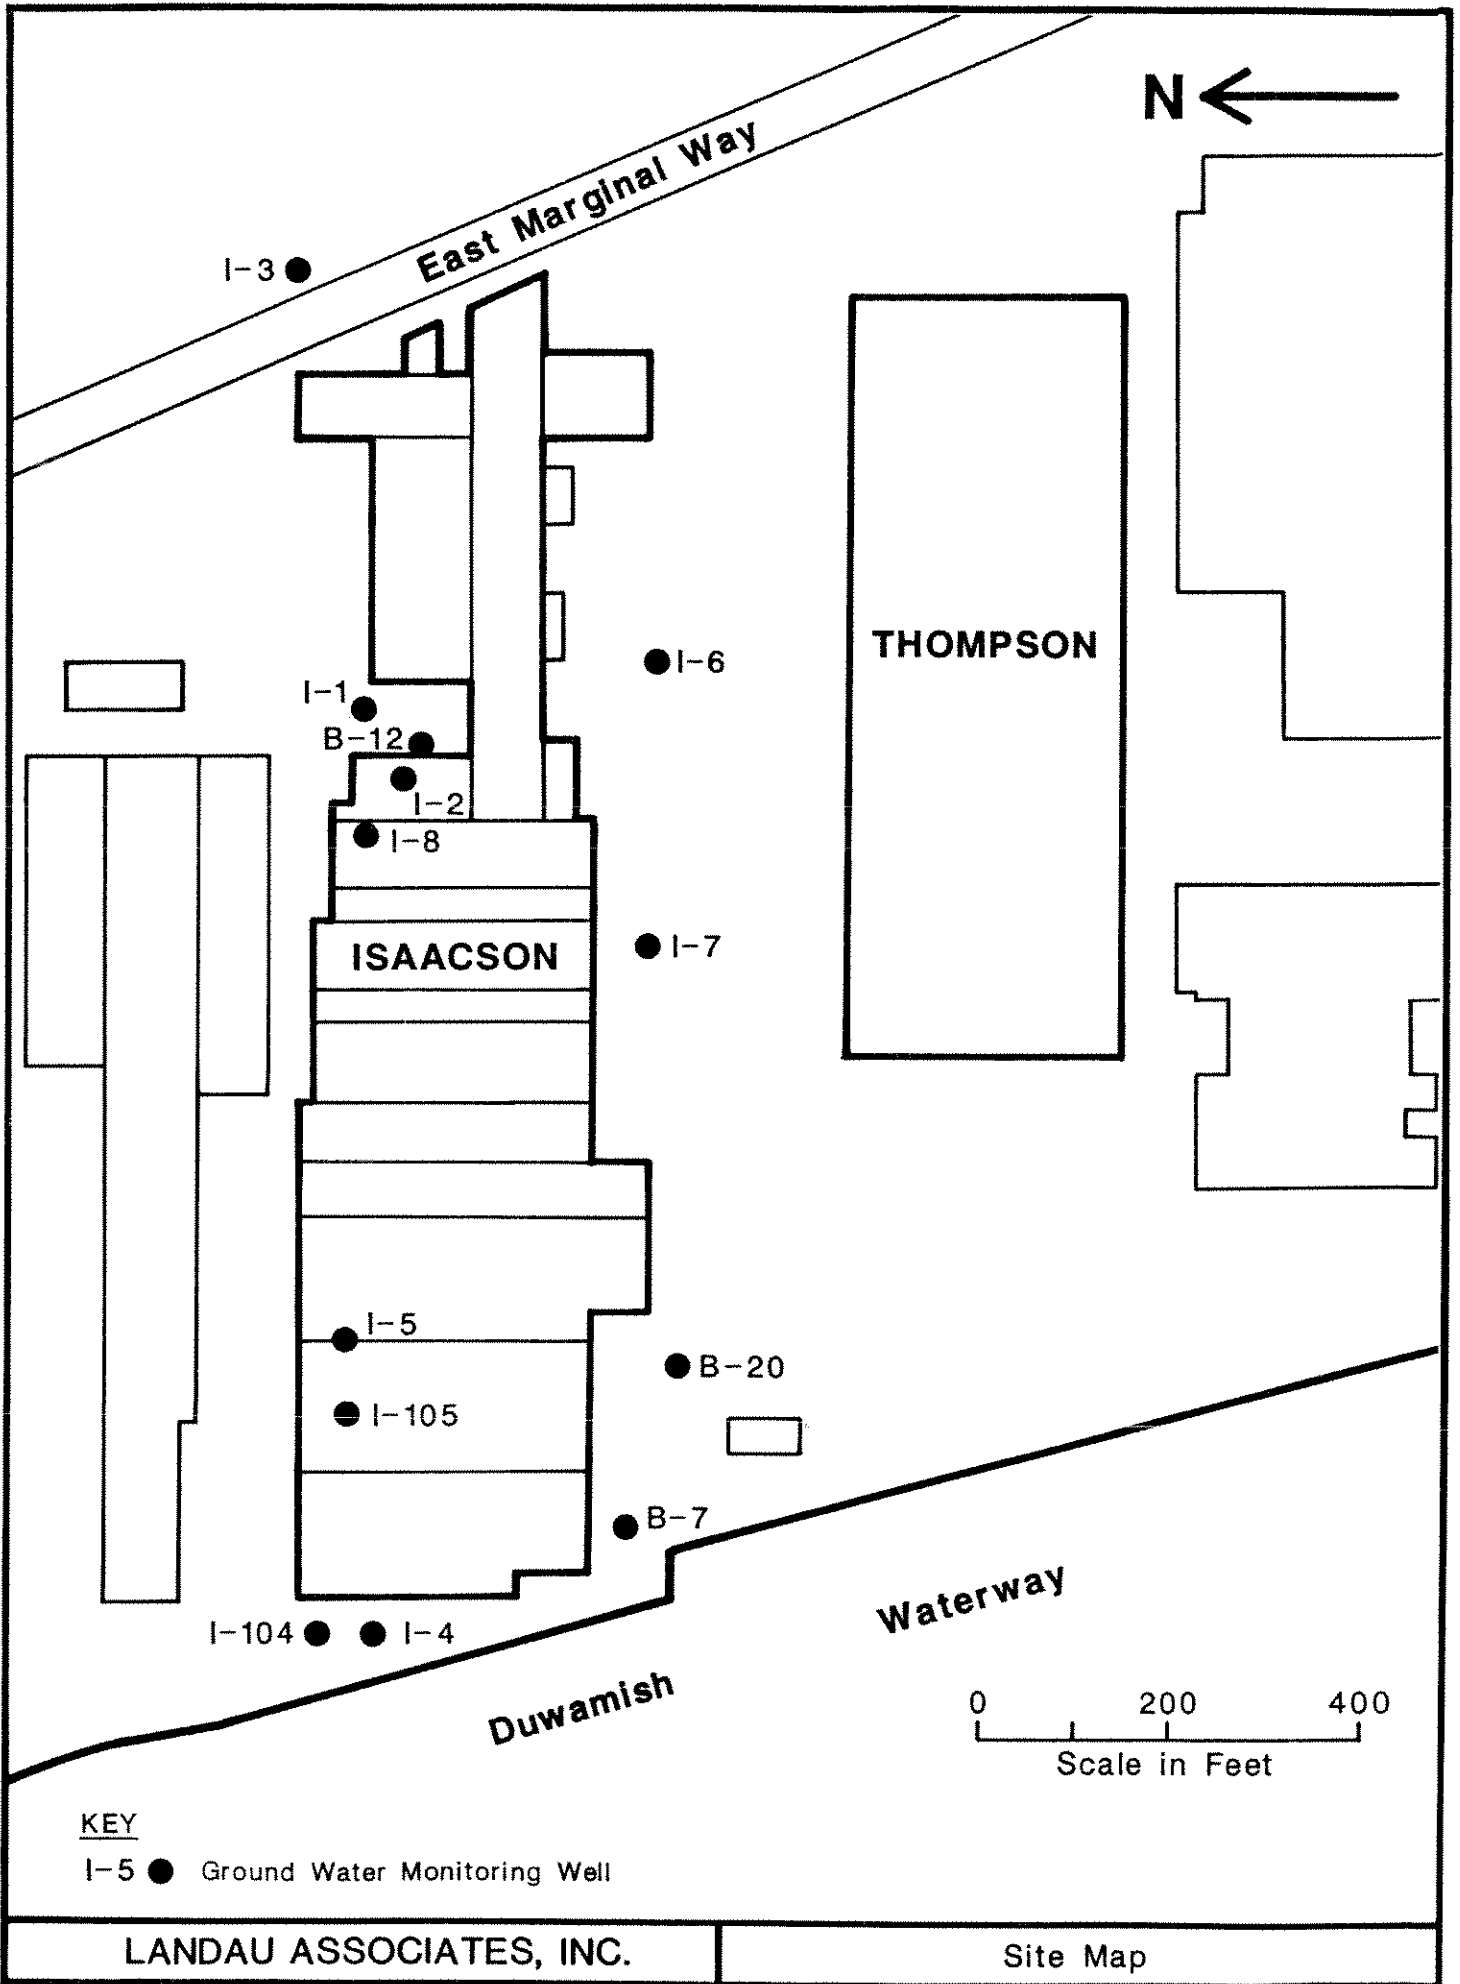 N
East Marginal Way
I-3
THOMPSON
I-6
I-1
B-12
I-2
I-8
ISAACSON
I-7
I-5
B-20
I-105
B-7
Waterway
I-104
I-4
Duwamish
0 200 400
Scale in Feet
KEY
I-5 Ground Water Monitoring Well
LANDAU ASSOCIATES, INC.
Site Map